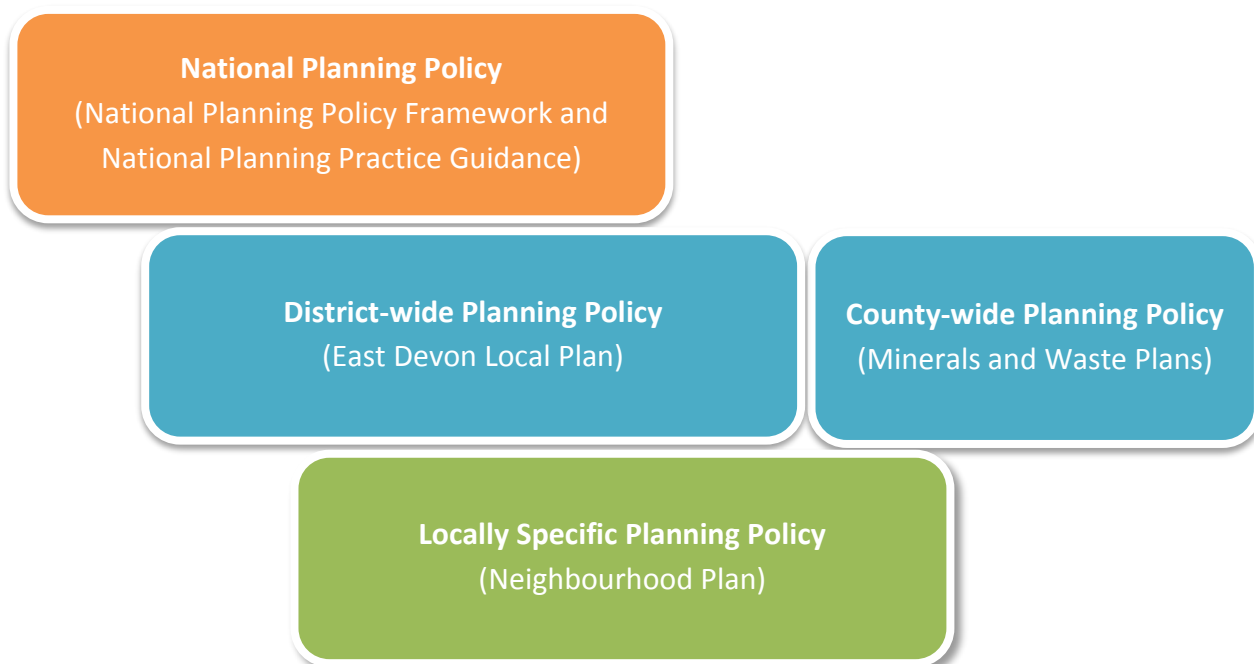 National Planning Policy
(National Planning Policy Framework and
National Planning Practice Guidance)
District-wide Planning Policy
(East Devon Local Plan)
County-wide Planning Policy
(Minerals and Waste Plans)
Locally Specific Planning Policy
(Neighbourhood Plan)